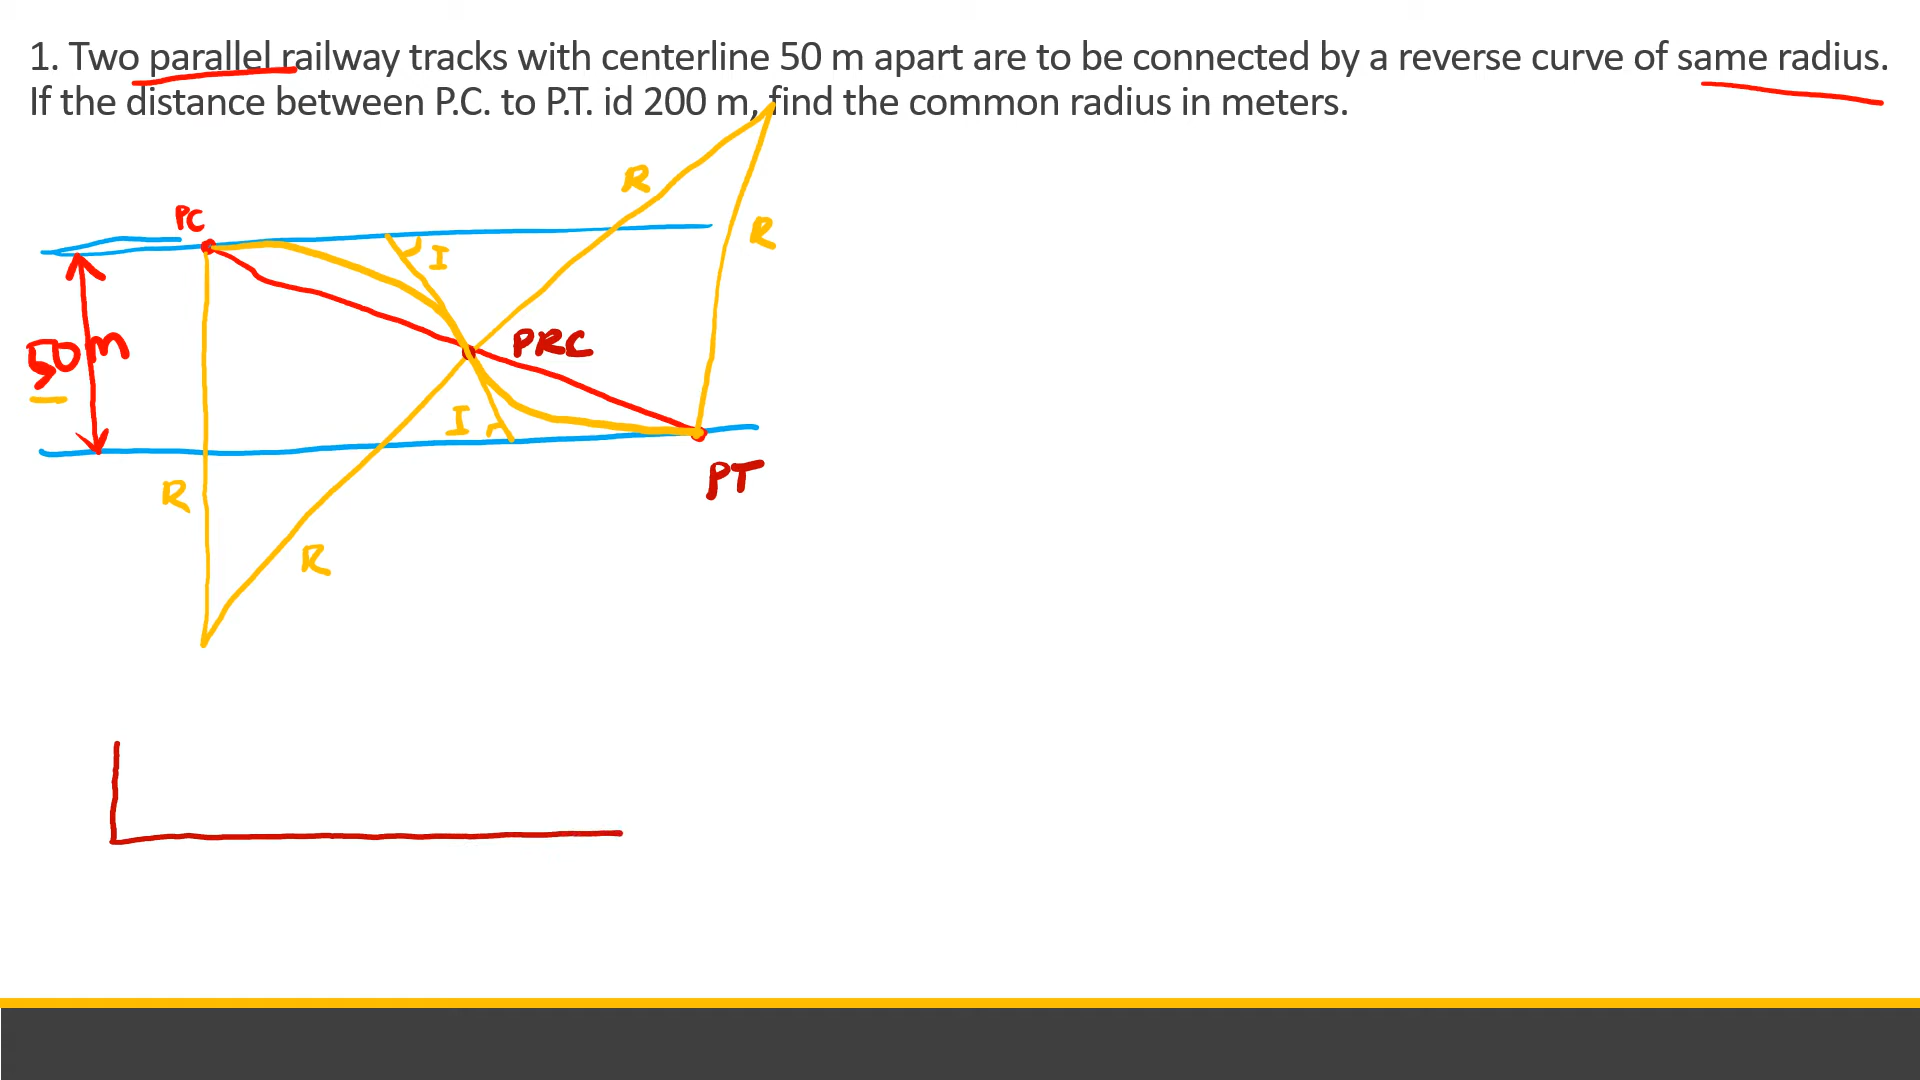 1. Two parallel railway tracks with centerline 50 m apart are to be connected by a reverse curve of same radius.
If the distance between P.C. to P.T. id 200 m, find the common radius in meters.
R
PC
R
I
50 m
PRC
I
PT
R
R